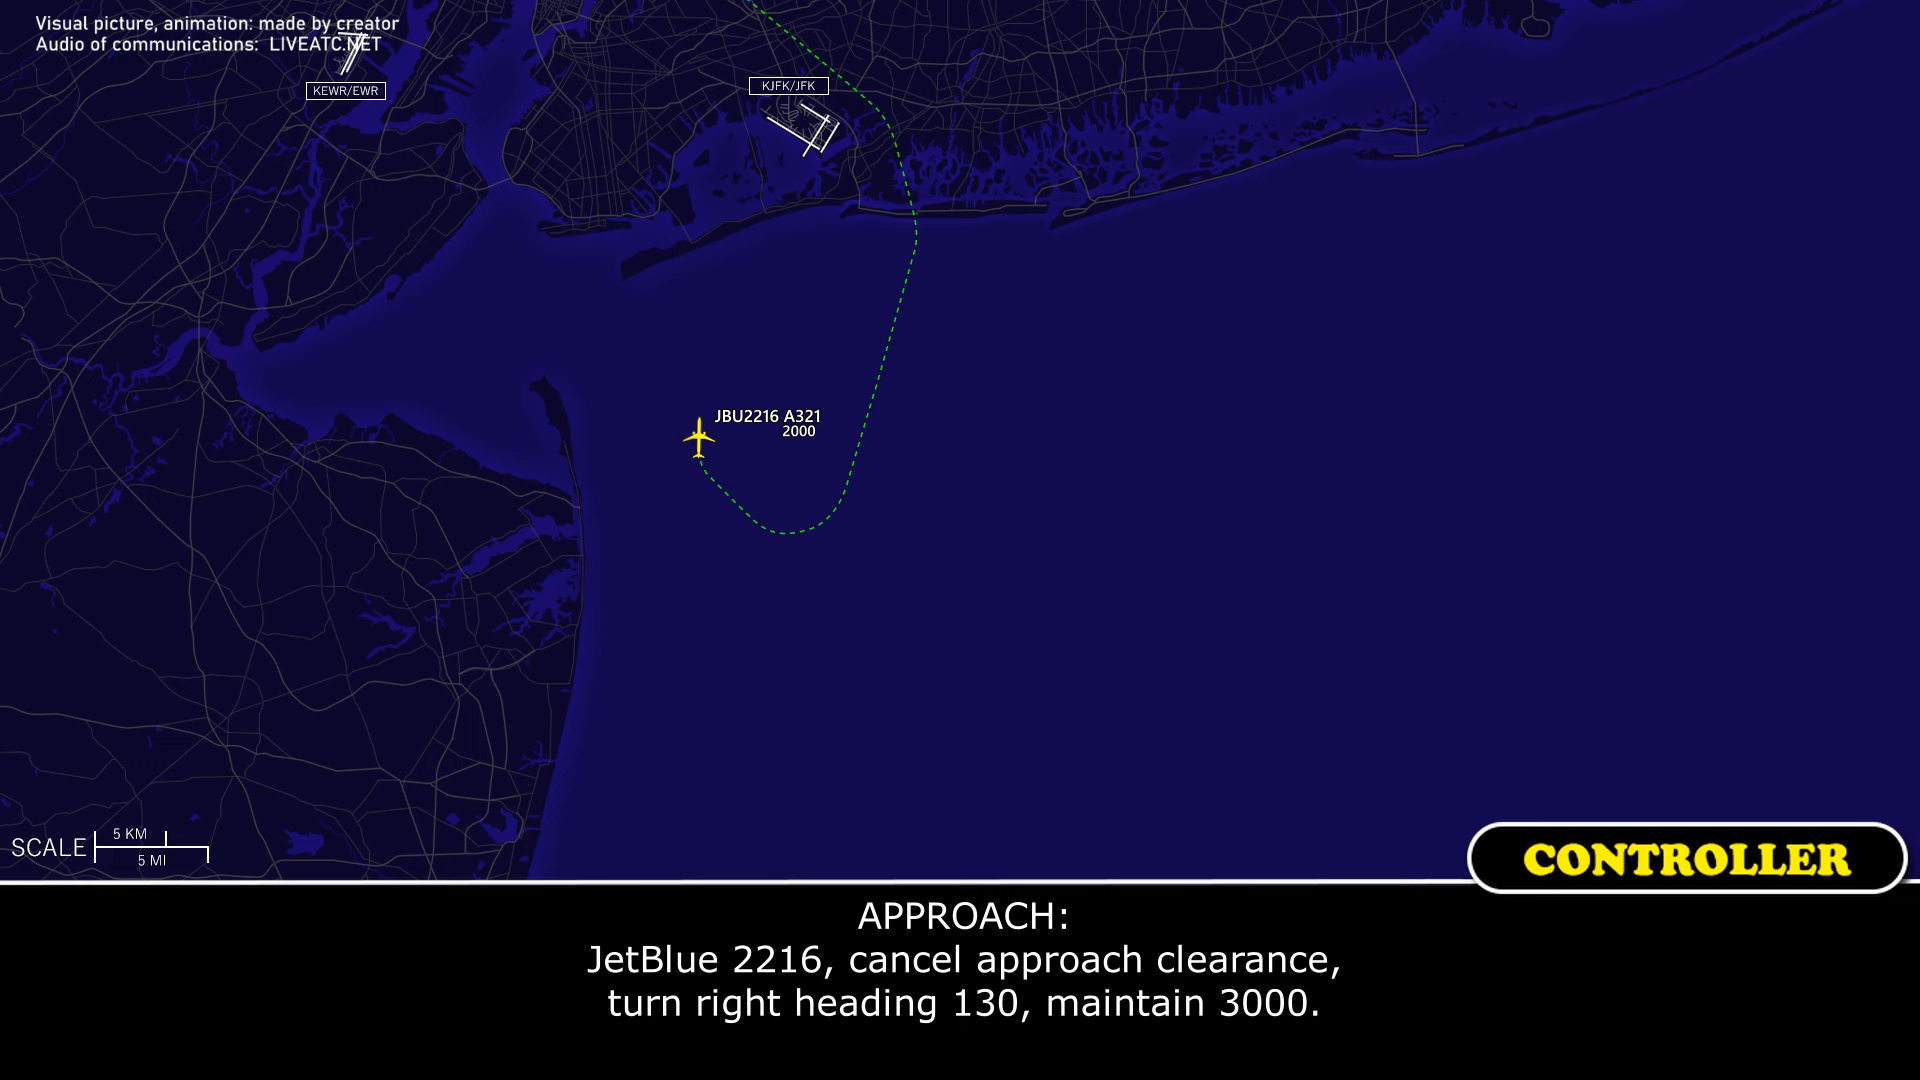 Visual picture, animation: made by creator
Audio of communications: LIVEATC.NET
KEWR/EWR
KJFK/JFK
JBU2216 A321
2000
SCALE
5 KM
5 MI
CONTROLLER
APPROACH:
JetBlue 2216, cancel approach clearance,
turn right heading 130, maintain 3000.